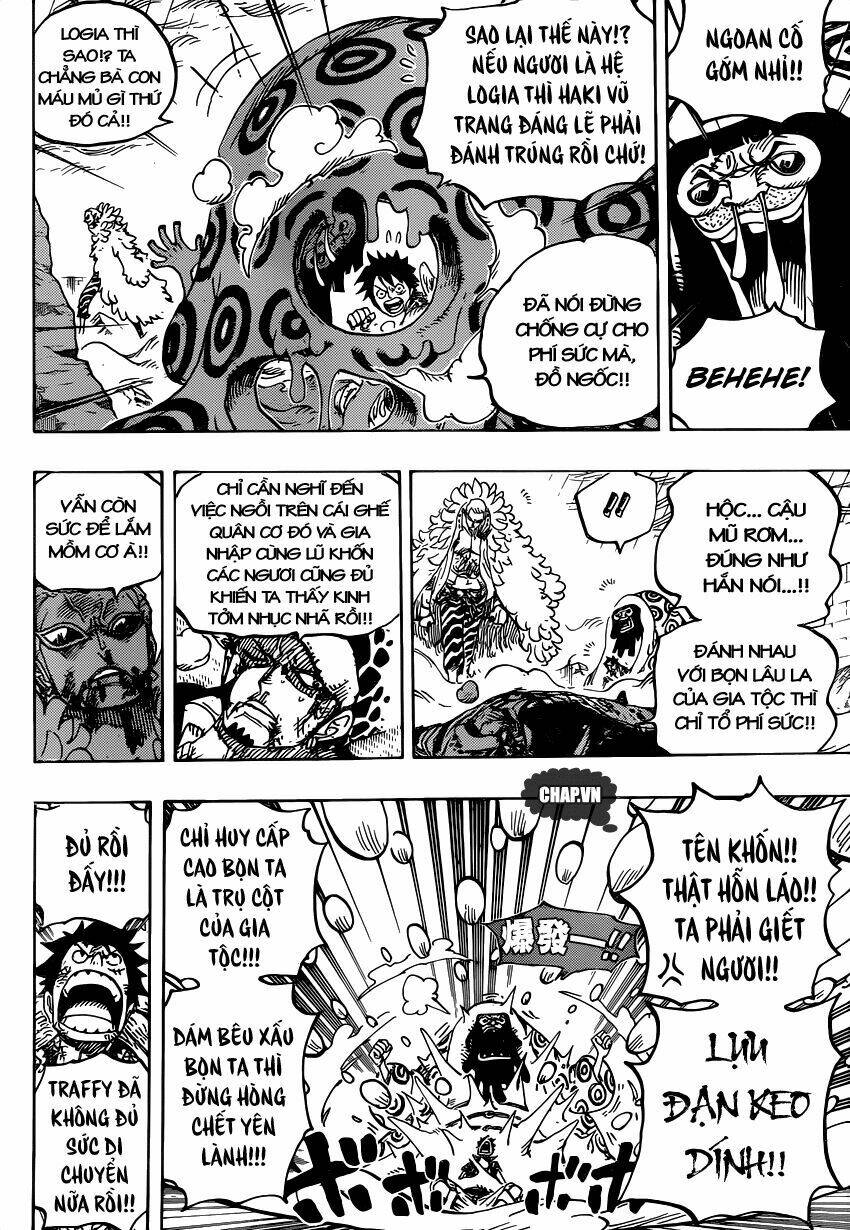 NGOAN CỐ
GỚM NHỈ!!
BEHEHE!
SAO LẠI THẾ NÀY!?
NẾU NGƯƠI LÀ HỆ
LOGIA THÌ HAKI VŨ
TRANG ĐÁNG LẼ PHẢI
ĐÁNH TRÚNG RỒI CHỨ!
ĐÃ NÓI ĐỪNG
CHỐNG CỰ CHO
PHÍ SỨC MÀ,
ĐỒ NGỐC!!
LOGIA THÌ
SAO!? TA
CHẲNG BÀ CON
MÁU MỦ GÌ THỨ
ĐÓ CẢ!!
HỘC... CẬU
MŨ RƠM...
ĐÚNG NHƯ
HẮN NÓI...!!
ĐÁNH NHAU
VỚI BỌN LÂU LA
CỦA GIA TỘC THÌ
CHỈ TỔ PHÍ SỨC!!
!!
CHỈ CẦN NGHĨ ĐẾN
VIỆC NGỒI TRÊN CÁI GHẾ
QUÂN CƠ ĐÓ VÀ GIA
NHẬP CÙNG LŨ KHỐN
CÁC NGƯƠI CŨNG ĐỦ
KHIẾN TA THẤY KINH
TỞM NHỤC NHÃ RỒI!!
VẪN CÒN
SỨC ĐỂ LẮM
MỒM CƠ À!!
CHAP.VN
TÊN KHỐN!!
THẬT HỖN LÁO!!
TA PHẢI GIẾT
NGƯƠI!!
LỰU
ĐẠN KEO
DÍNH!!
爆發——!!
ボボボボ
CHỈ HUY CẤP
CAO BỌN TA
LÀ TRỤ CỘT
CỦA GIA
TỘC!!!
DÁM BÊU XẤU
BỌN TA THÌ
ĐỪNG HÒNG
CHẾT YÊN
LÀNH!!!
ĐỦ RỒI
ĐẤY!!!
TRAFFY ĐÃ
KHÔNG ĐỦ
SỨC DI
CHUYỂN
NỮA RỒI!!